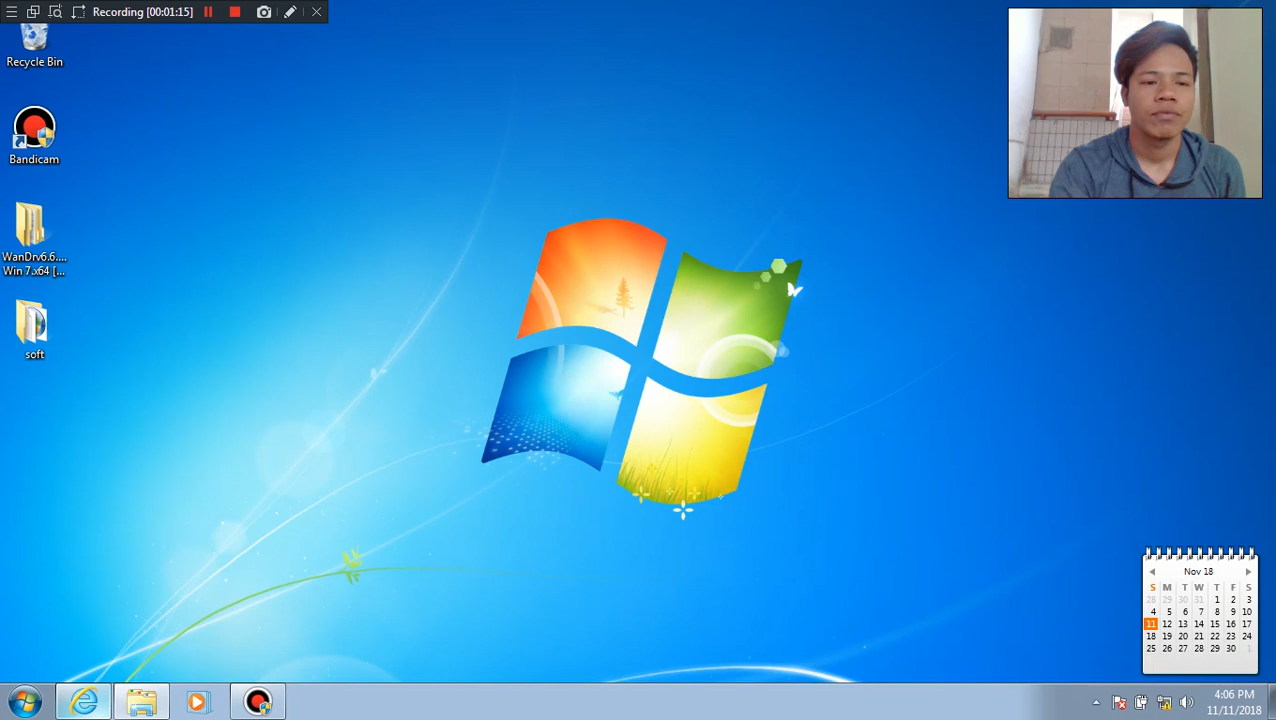 Recording [00:01:15]
Recycle Bin
Bandicam
WanDrv6.6....
Win 7.x64 [...
soft
Nov 18
S M T W T F S
28 29 30 31 1 2 3
4 5 6 7 8 9 10
11 12 13 14 15 16 17
18 19 20 21 22 23 24
25 26 27 28 29 30 1
4:06 PM
11/11/2018